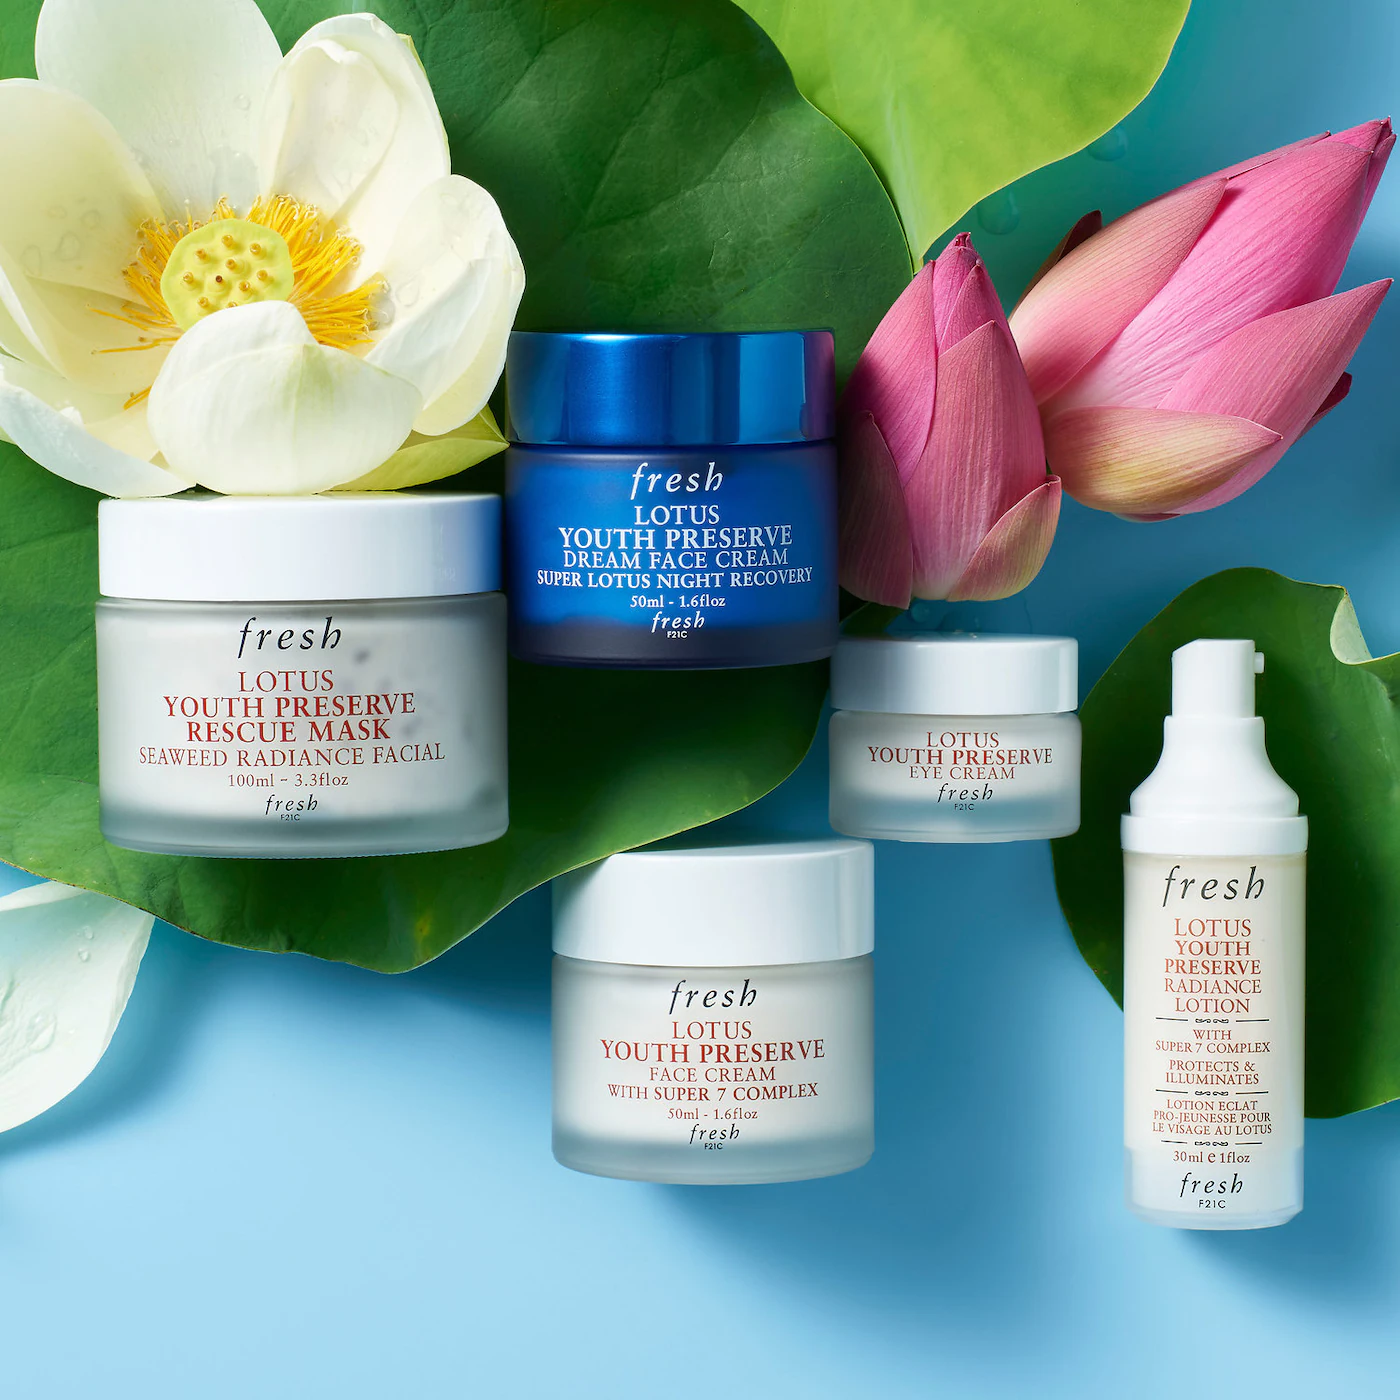 fresh
LOTUS
YOUTH PRESERVE
DREAM FACE CREAM
SUPER LOTUS NIGHT RECOVERY
50ml - 1.6floz
fresh
F21C
fresh
LOTUS
YOUTH PRESERVE
RESCUE MASK
SEAWEED RADIANCE FACIAL
100ml - 3.3floz
fresh
F21C
LOTUS
YOUTH PRESERVE
EYE CREAM
fresh
F21C
fresh
LOTUS
YOUTH PRESERVE
FACE CREAM
WITH SUPER 7 COMPLEX
50ml - 1.6floz
fresh
F21C
fresh
LOTUS
YOUTH
PRESERVE
RADIANCE
LOTION
WITH
SUPER 7 COMPLEX
PROTECTS &
ILLUMINATES
LOTION ECLAT
PRO-JEUNESSE POUR
LE VISAGE AU LOTUS
30ml e 1floz
fresh
F21C